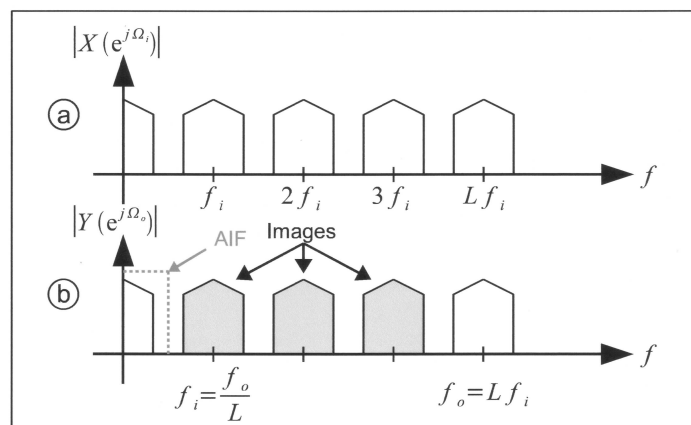 |X(e^{jΩ_i})|
a
f_i 2f_i 3f_i Lf_i f
|Y(e^{jΩ_o})|
AIF Images
b
f
f_i = f_o/L f_o = Lf_i